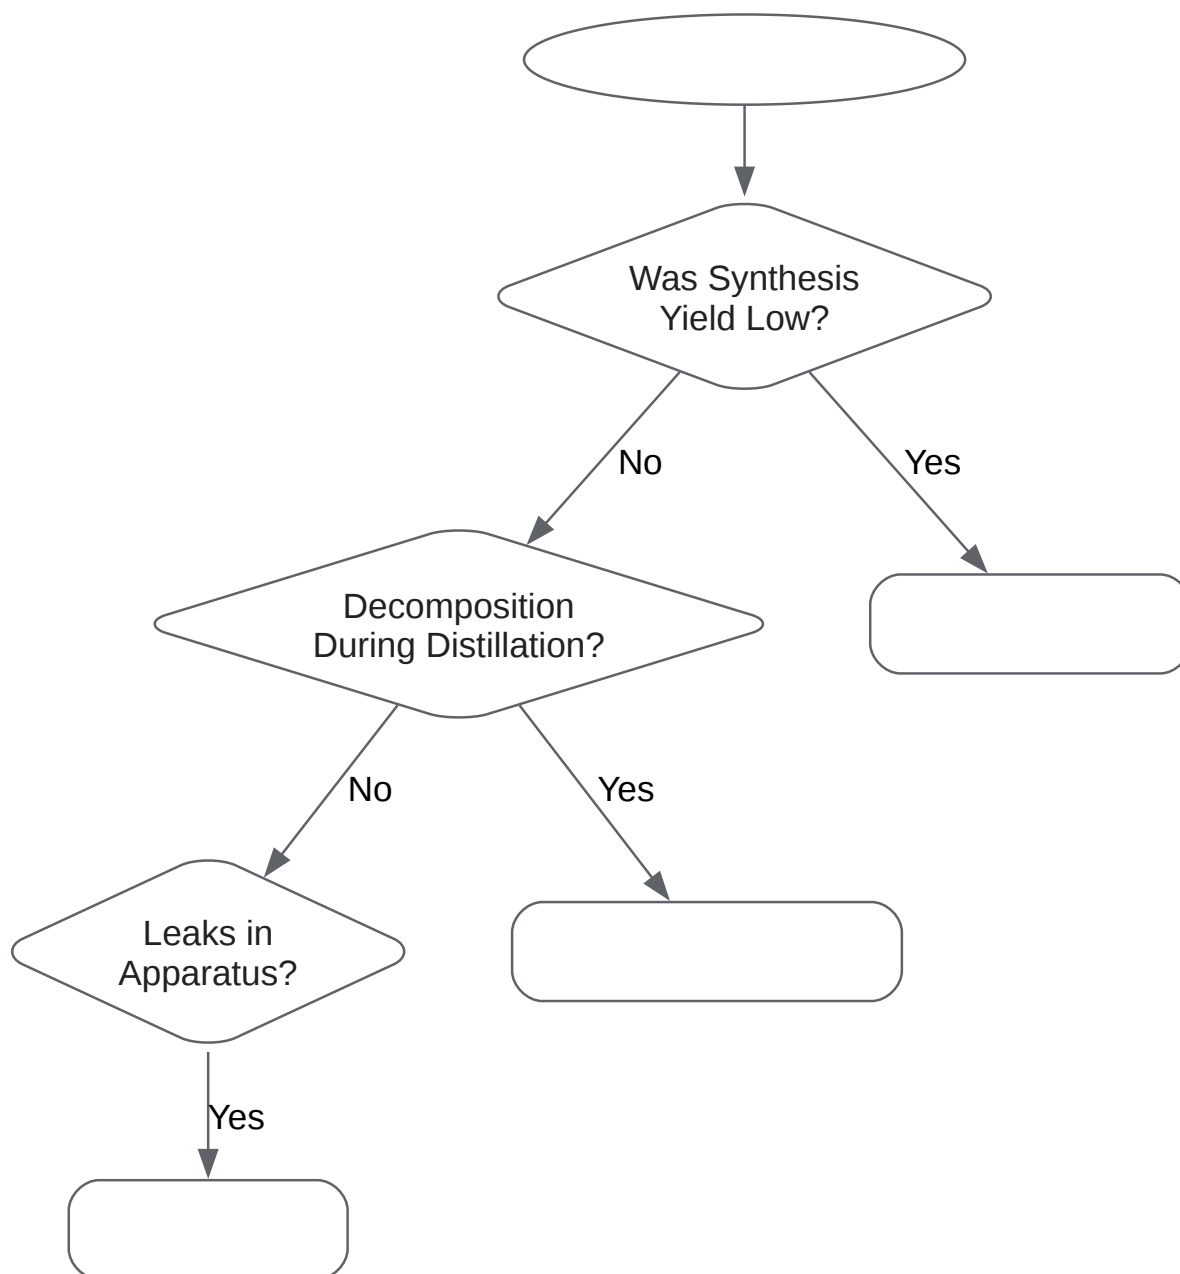 Was Synthesis
Yield Low?
No
Yes
Decomposition
During Distillation?
No
Yes
Leaks in
Apparatus?
Yes